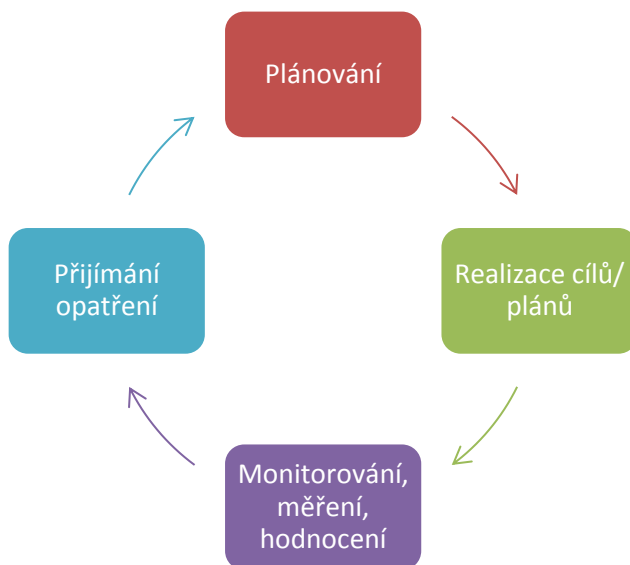 Plánování
Realizace cílů/
plánů
Monitorování,
měření,
hodnocení
Přijímání
opatření